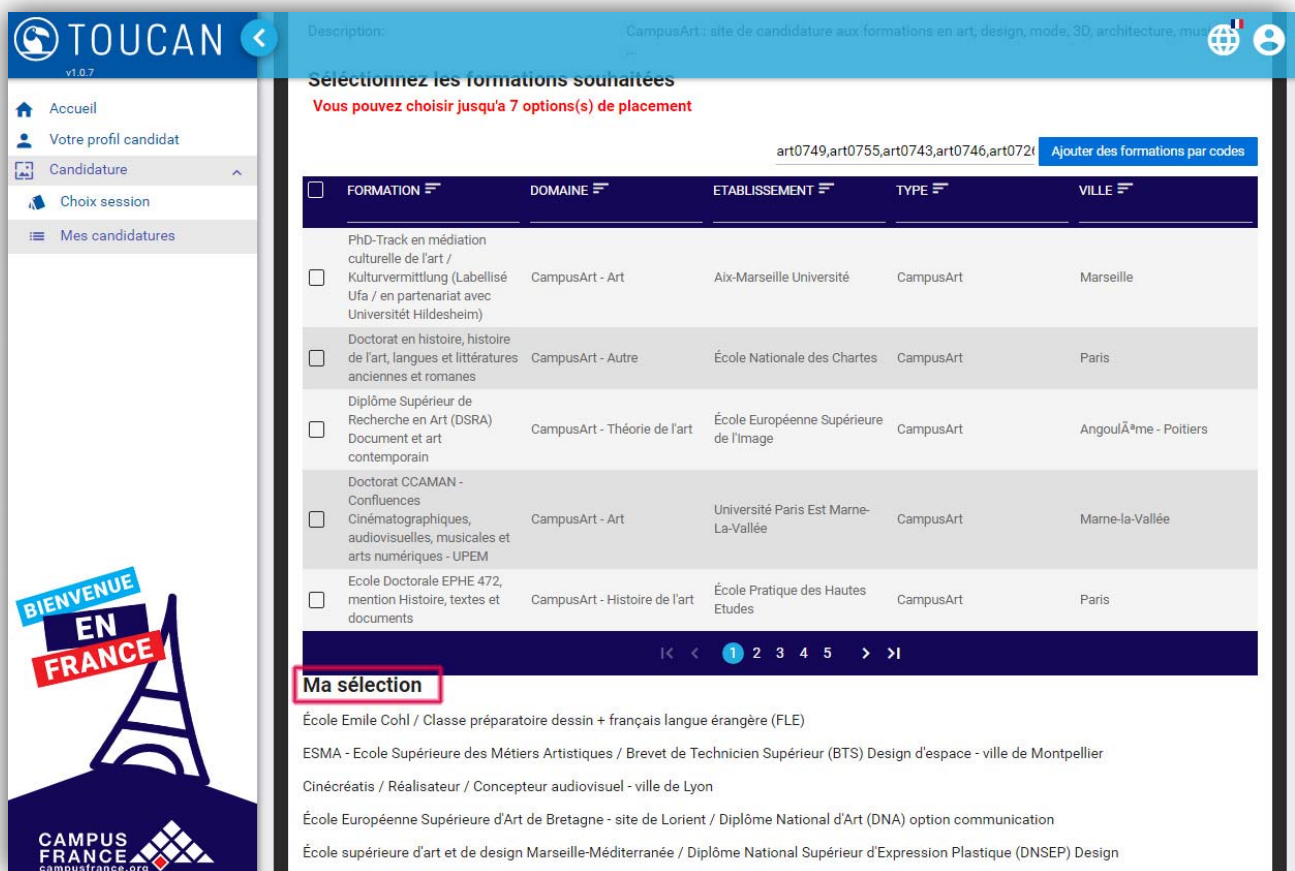 TOUCAN
v1.0.7
Accueil
Votre profil candidat
Candidature
Choix session
Mes candidatures
BIENVENUE
EN
FRANCE
CAMPUS
FRANCE
campusfrance.org
Description: CampusArt : site de candidature aux formations en art, design, mode, 3D, architecture,
...
Séléctionnez les formations souhaitées
Vous pouvez choisir jusqu'a 7 options(s) de placement
art0749,art0755,art0743,art0746,art072 Ajouter des formations par codes
FORMATION DOMAINE ETABLISSEMENT TYPE VILLE
PhD-Track en médiation
culturelle de l'art /
Kulturvermittlung (Labellisé
Ufa / en partenariat avec
Universitét Hildesheim)
CampusArt - Art
Aix-Marseille Université
CampusArt
Marseille
Doctorat en histoire, histoire
de l'art, langues et littératures
anciennes et romanes
CampusArt - Autre
École Nationale des Chartes
CampusArt
Paris
Diplôme Supérieur de
Recherche en Art (DSRA)
Document et art
contemporain
CampusArt - Théorie de l'art
École Européenne Supérieure
de l'Image
CampusArt
AngoulÃªme - Poitiers
Doctorat CCAMAN -
Confluences
Cinématographiques,
audiovisuelles, musicales et
arts numériques - UPEM
CampusArt - Art
Université Paris Est Marne-
La-Vallée
CampusArt
Marne-la-Vallée
Ecole Doctorale EPHE 472,
mention Histoire, textes et
documents
CampusArt - Histoire de l'art
École Pratique des Hautes
Etudes
CampusArt
Paris
1 2 3 4 5
Ma sélection
École Emile Cohl / Classe préparatoire dessin + français langue érangère (FLE)
ESMA - Ecole Supérieure des Métiers Artistiques / Brevet de Technicien Supérieur (BTS) Design d'espace - ville de Montpellier
Cinécréatis / Réalisateur / Concepteur audiovisuel - ville de Lyon
École Européenne Supérieure d'Art de Bretagne - site de Lorient / Diplôme National d'Art (DNA) option communication
École supérieure d'art et de design Marseille-Méditerranée / Diplôme National Supérieur d'Expression Plastique (DNSEP) Design